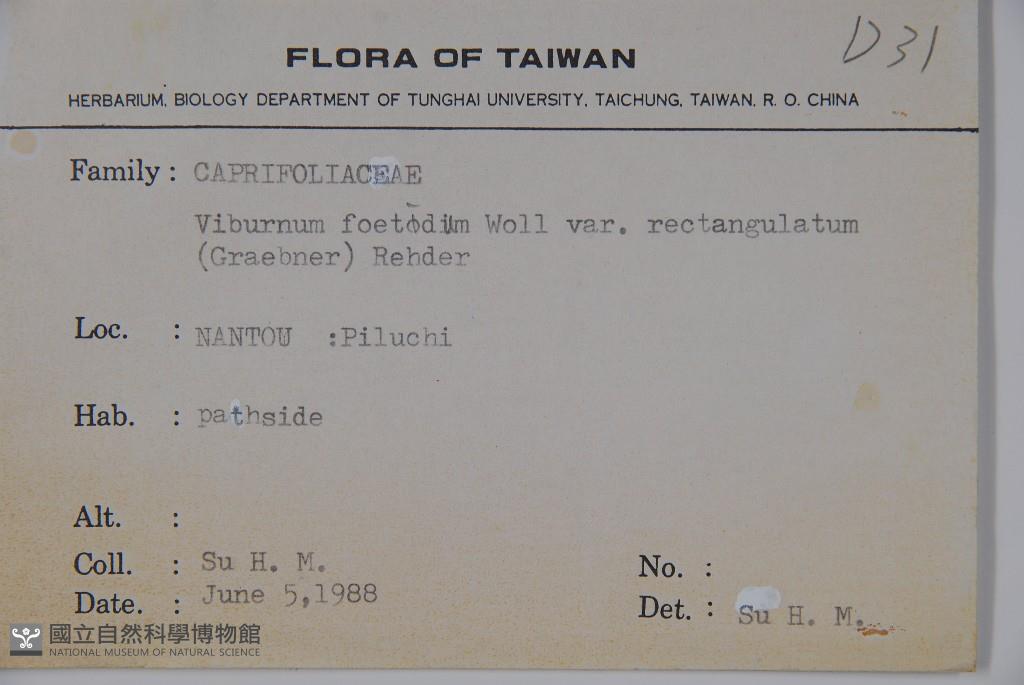 D31
FLORA OF TAIWAN
HERBARIUM, BIOLOGY DEPARTMENT OF TUNGHAI UNIVERSITY, TAICHUNG, TAIWAN, R. O. CHINA
Family : CAPRIFOLIACEAE
Viburnum Woll var. rectangulatum
(Graebner) Rehder
Loc. : NANTOU :Piluchi
Hab. : pathside
Alt. :
Coll. : Su H. M.
No. :
Date. : June 5,1988
Det. : Su H. M.
國立自然科學博物館
NATIONAL MUSEUM OF NATURAL SCIENCE